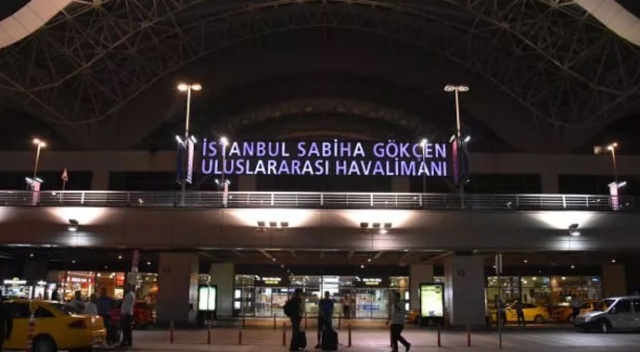 İSTANBUL SABİHA GÖKÇEN
ULUSLARARASI HAVALİMANI